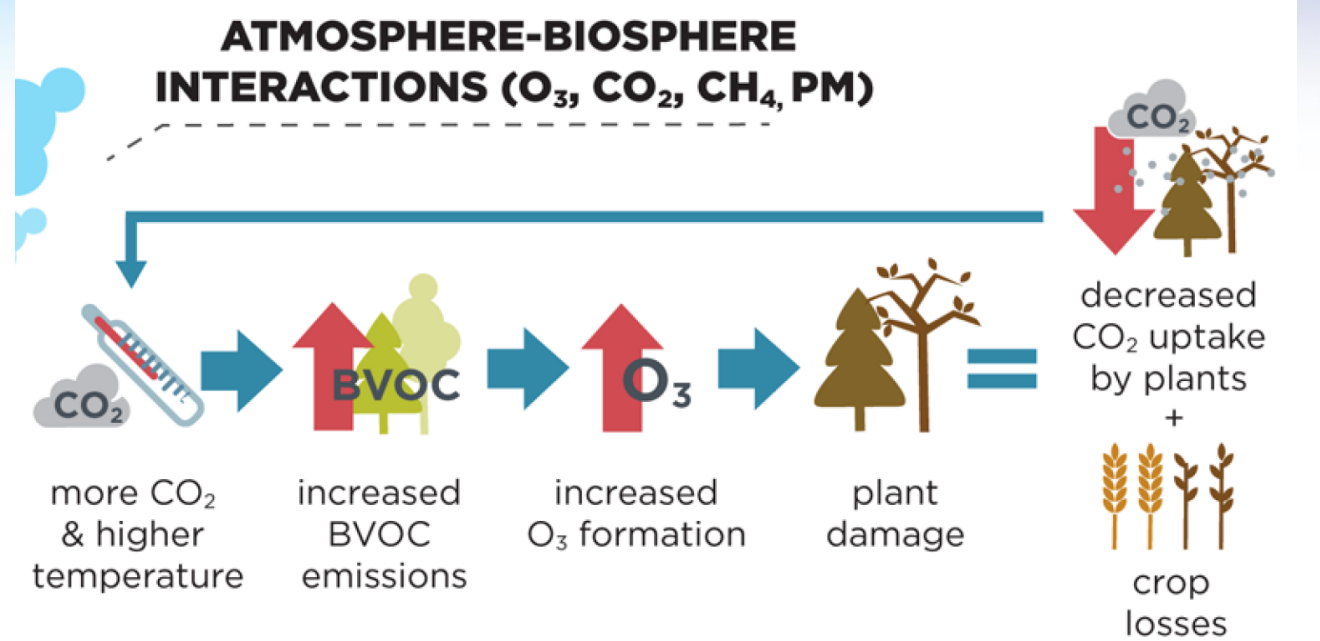 ATMOSPHERE-BIOSPHERE
INTERACTIONS (O₃, CO₂, CH₄, PM)
CO₂
CO₂
BVOC
O₃
more CO₂
& higher
temperature
increased
BVOC
emissions
increased
O₃ formation
plant
damage
decreased
CO₂ uptake
by plants
+
crop
losses